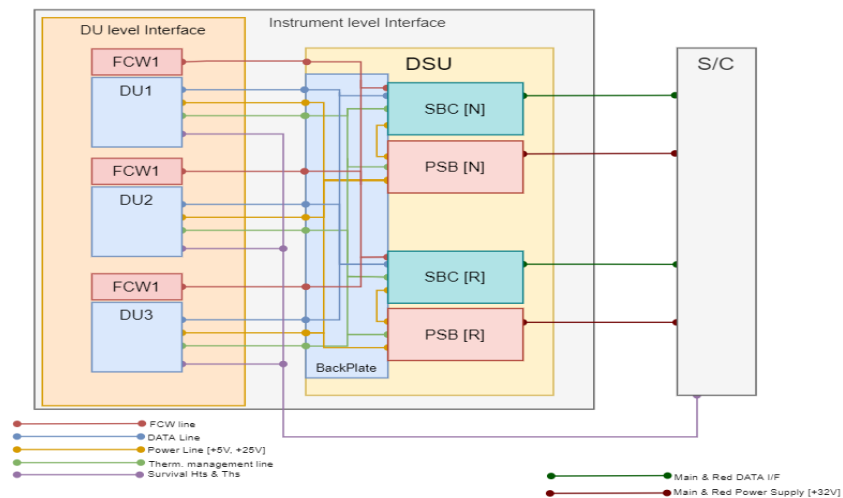 Instrument level Interface
DU level Interface
FCW1
DU1
FCW1
DU2
FCW1
DU3
DSU
SBC [N]
PSB [N]
SBC [R]
PSB [R]
BackPlate
S/C
FCW line
DATA Line
Power Line [+5V, +25V]
Therm. management line
Survival Hts & Ths
Main & Red DATA I/F
Main & Red Power Supply [+32V]